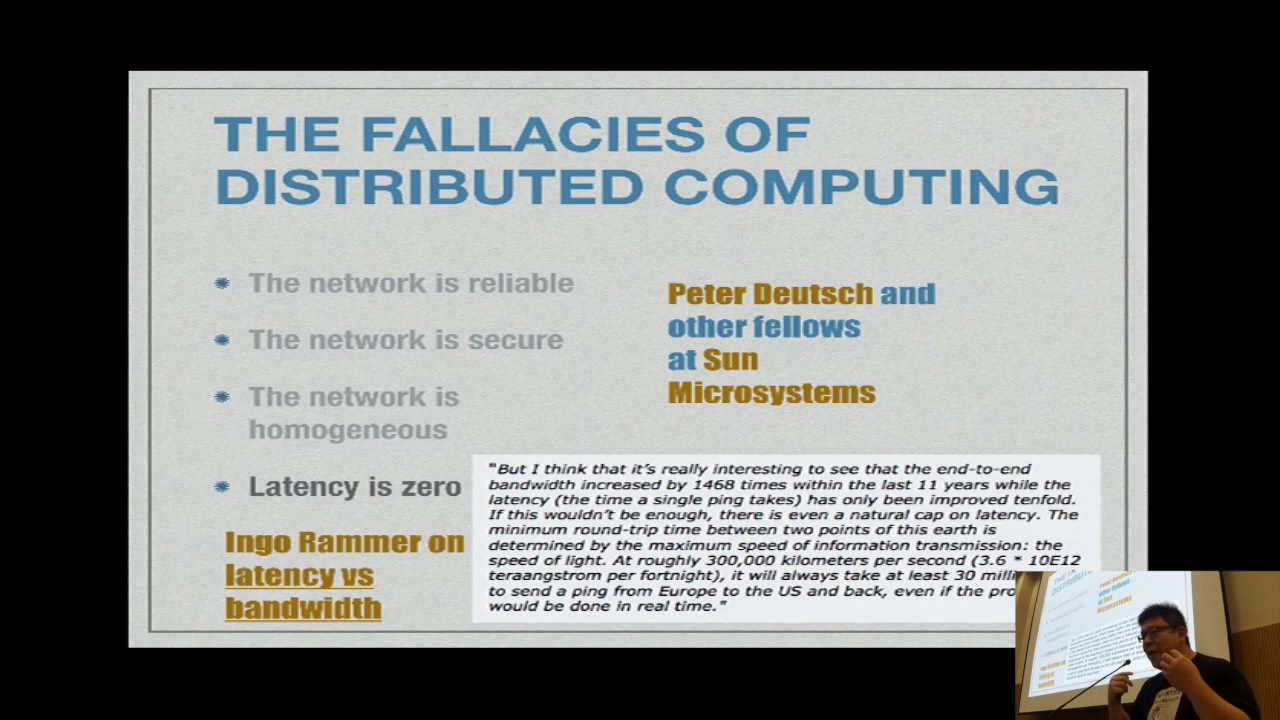 THE FALLACIES OF
DISTRIBUTED COMPUTING
The network is reliable
The network is secure
The network is
homogeneous
Latency is zero
Ingo Rammer on
latency vs
bandwidth
Peter Deutsch and
other fellows
at Sun
Microsystems
"But I think that it's really interesting to see that the end-to-end
bandwidth increased by 1468 times within the last 11 years while the
latency (the time a single ping takes) has only been improved tenfold.
If this wouldn't be enough, there is even a natural cap on latency. The
minimum round-trip time between two points of this earth is
determined by the maximum speed of information transmission: the
speed of light. At roughly 300,000 kilometers per second (3.6 * 10E12
teraangstrom per fortnight), it will always take at least 30
to send a ping from Europe to the US and back, even if the
would be done in real time."